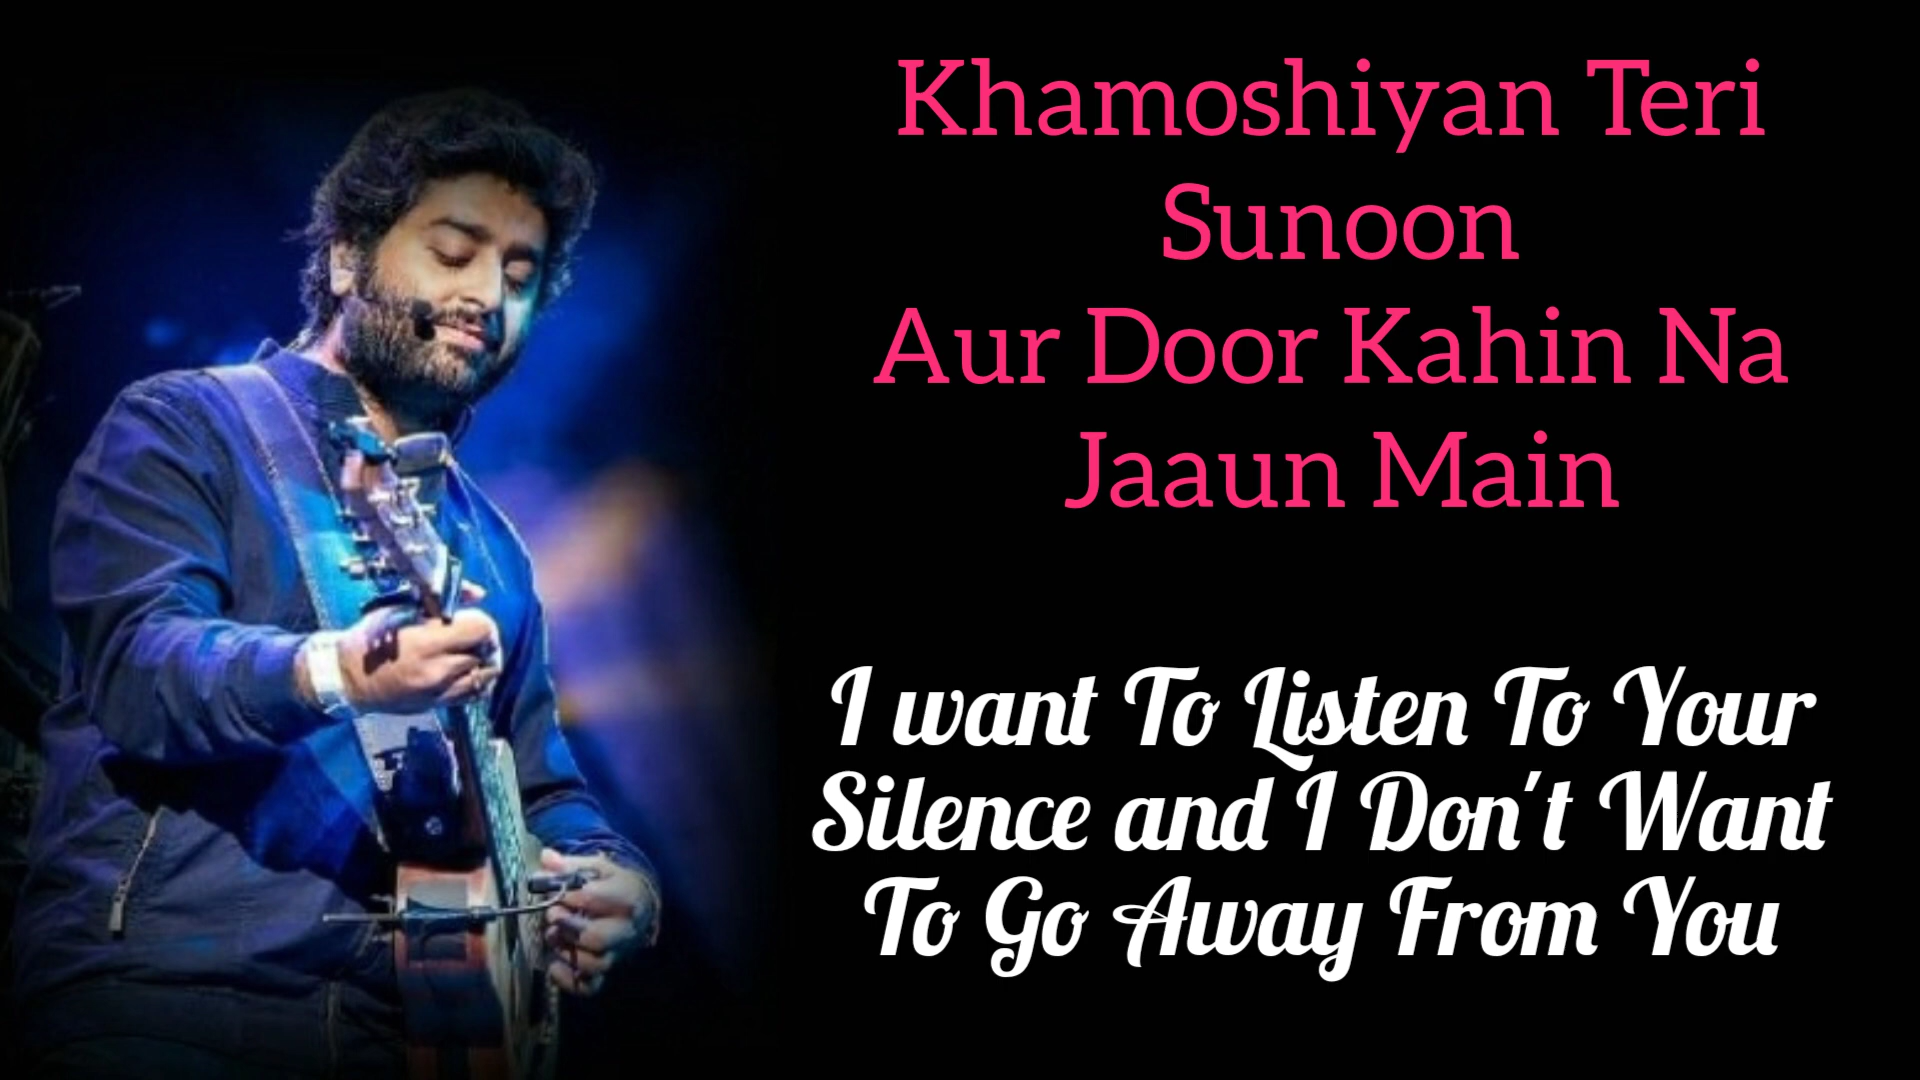 Khamoshiyan Teri
Sunoon
Aur Door Kahin Na
Jaaun Main
I want To Listen To Your
Silence and I Don't Want
To Go Away From You